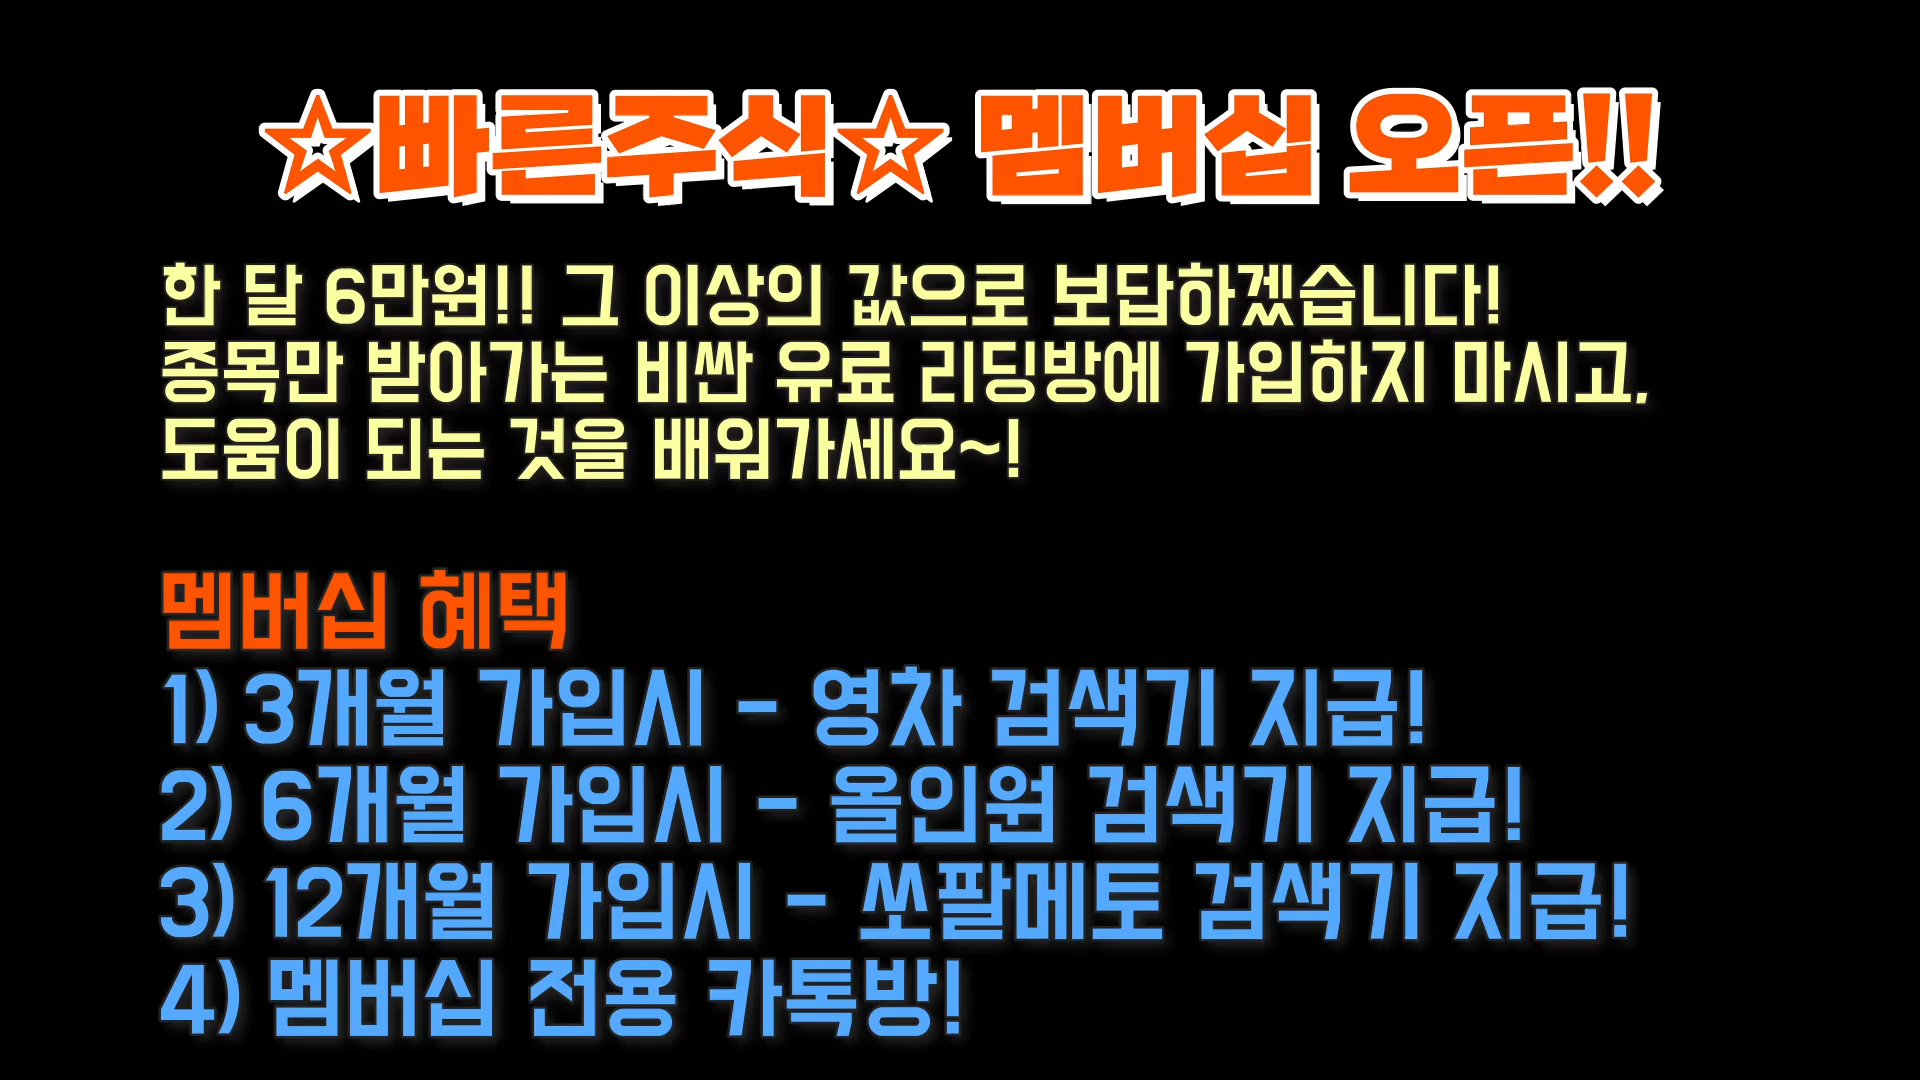 ☆빠른주식☆ 멤버십 오픈!!
한 달 6만원!! 그 이상의 값으로 보답하겠습니다!
종목만 받아가는 비싼 유료 리딩방에 가입하지 마시고,
도움이 되는 것을 배워가세요~!
멤버십 혜택
1) 3개월 가입시 - 영차 검색기 지급!
2) 6개월 가입시 - 올인원 검색기 지급!
3) 12개월 가입시 - 쏘팔메토 검색기 지급!
4) 멤버십 전용 카톡방!